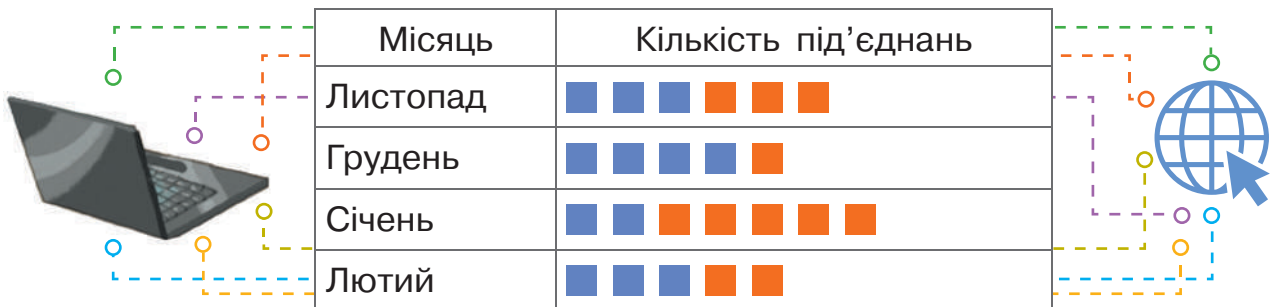 Місяць
Кількість під’єднань
Листопад
Грудень
Січень
Лютий